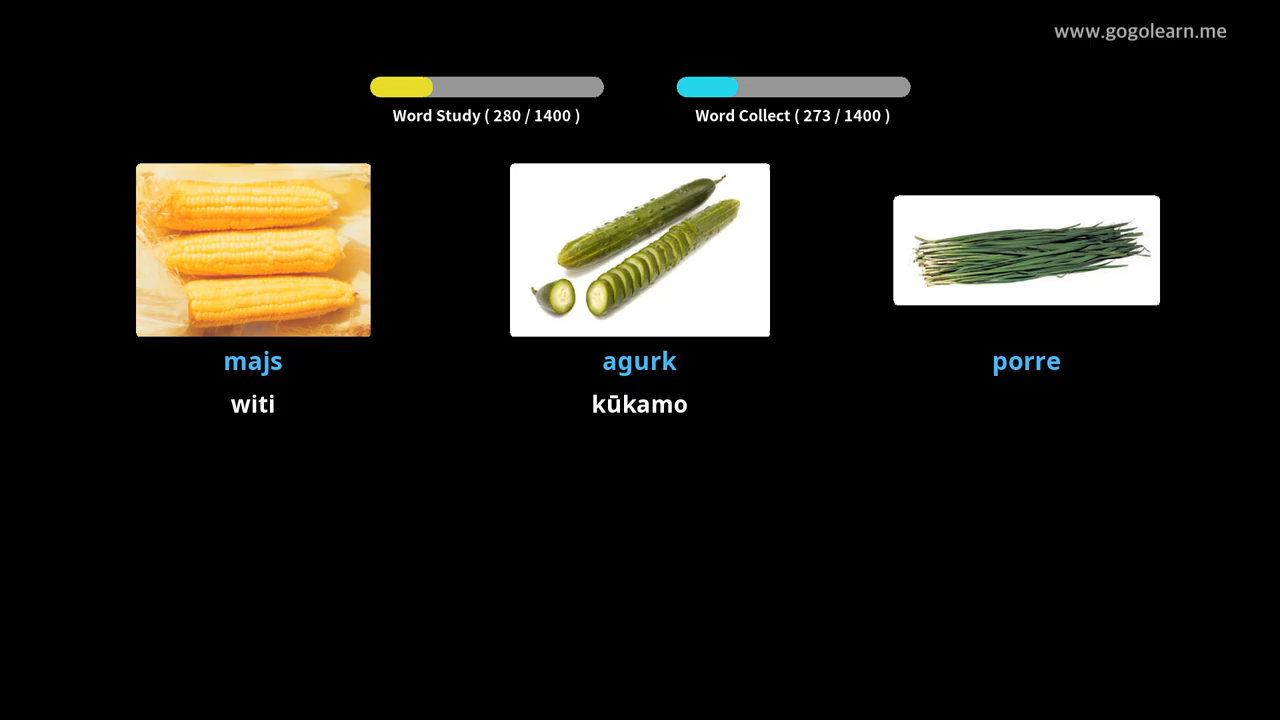 www.gogolearn.me
Word Study ( 280 / 1400 )
Word Collect ( 273 / 1400 )
majs
agurk
porre
witi
kūkamo